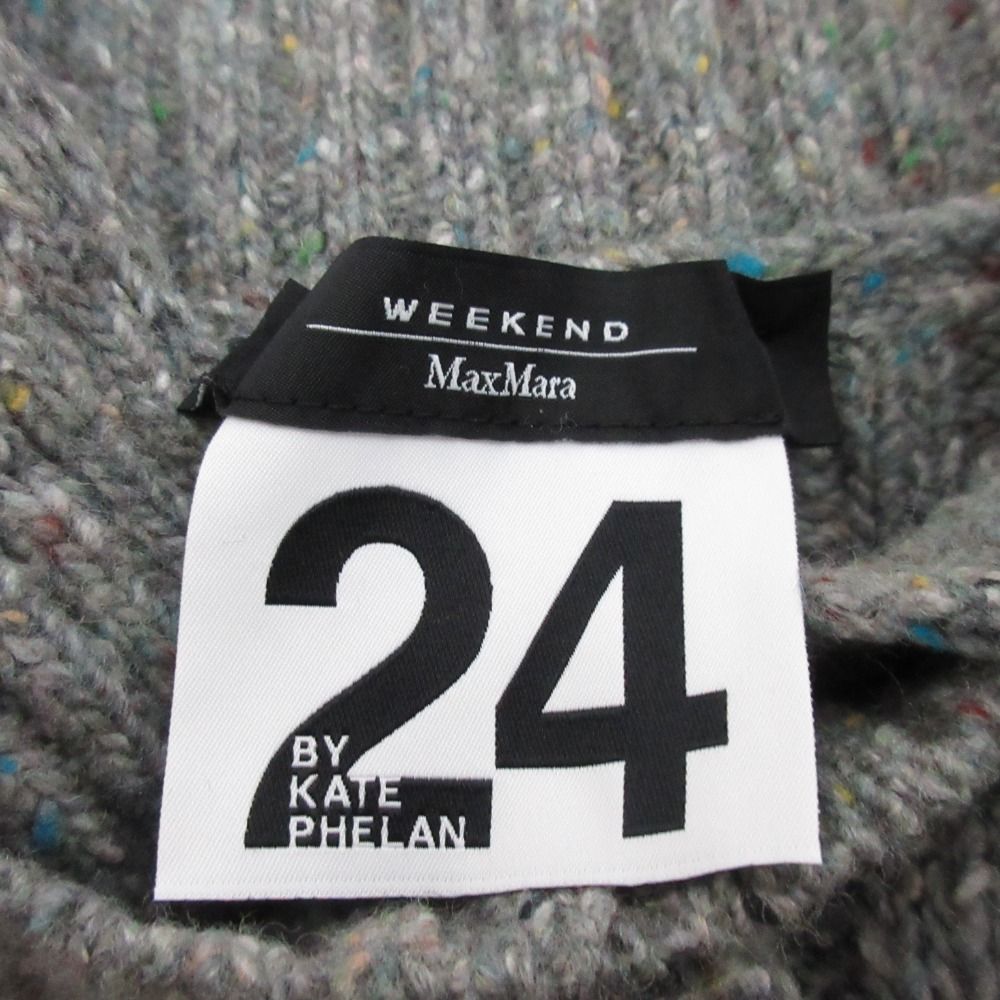 WEEKEND
MaxMara
24
BY
KATE
PHELAN